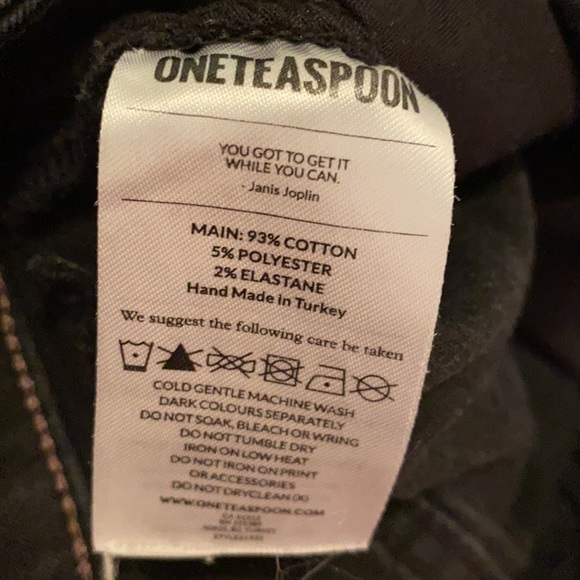 ONETEASPOON
YOU GOT TO GET IT
WHILE YOU CAN.
- Janis Joplin
MAIN: 93% COTTON
5% POLYESTER
2% ELASTANE
Hand Made in Turkey
We suggest the following care be taken
COLD GENTLE MACHINE WASH
DARK COLOURS SEPARATELY
DO NOT SOAK, BLEACH OR WRING
DO NOT TUMBLE DRY
IRON ON LOW HEAT
DO NOT IRON ON PRINT
OR ACCESSORIES
DO NOT DRYCLEAN
WWW.ONETEASPOON.COM